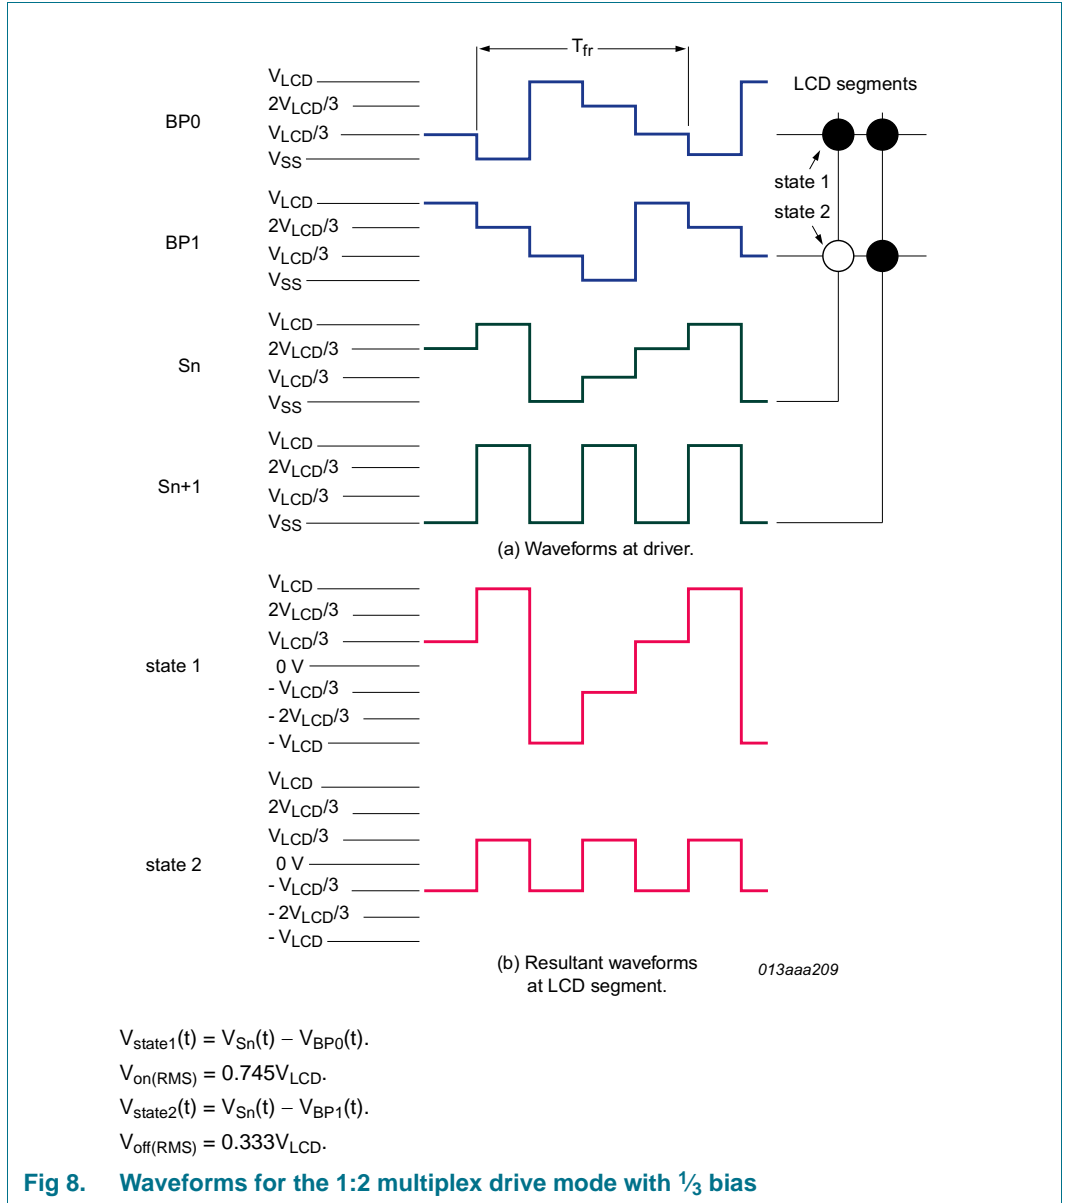 Tfr
BP0
VLCD
2VLCD/3
VLCD/3
VSS
LCD segments
state 1
state 2
BP1
VLCD
2VLCD/3
VLCD/3
VSS
Sn
VLCD
2VLCD/3
VLCD/3
VSS
Sn+1
VLCD
2VLCD/3
VLCD/3
VSS
(a) Waveforms at driver.
state 1
VLCD
2VLCD/3
VLCD/3
0 V
- VLCD/3
- 2VLCD/3
- VLCD
state 2
VLCD
2VLCD/3
VLCD/3
0 V
- VLCD/3
- 2VLCD/3
- VLCD
(b) Resultant waveforms
at LCD segment.
013aaa209
Vstate1(t) = VSn(t) − VBP0(t).
Von(RMS) = 0.745VLCD.
Vstate2(t) = VSn(t) − VBP1(t).
Voff(RMS) = 0.333VLCD.
Fig 8. Waveforms for the 1:2 multiplex drive mode with 1⁄3 bias